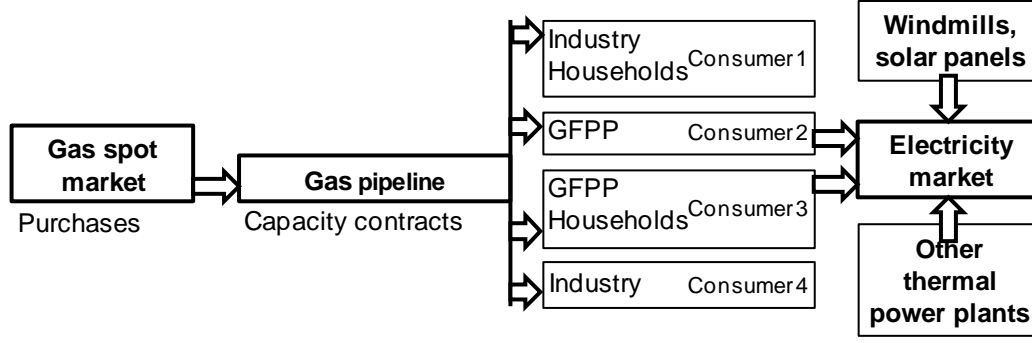 Gas spot
market
Purchases
Gas pipeline
Capacity contracts
Industry
Households Consumer 1
GFPP Consumer 2
GFPP
Households Consumer 3
Industry Consumer 4
Windmills,
solar panels
Electricity
market
Other
thermal
power plants